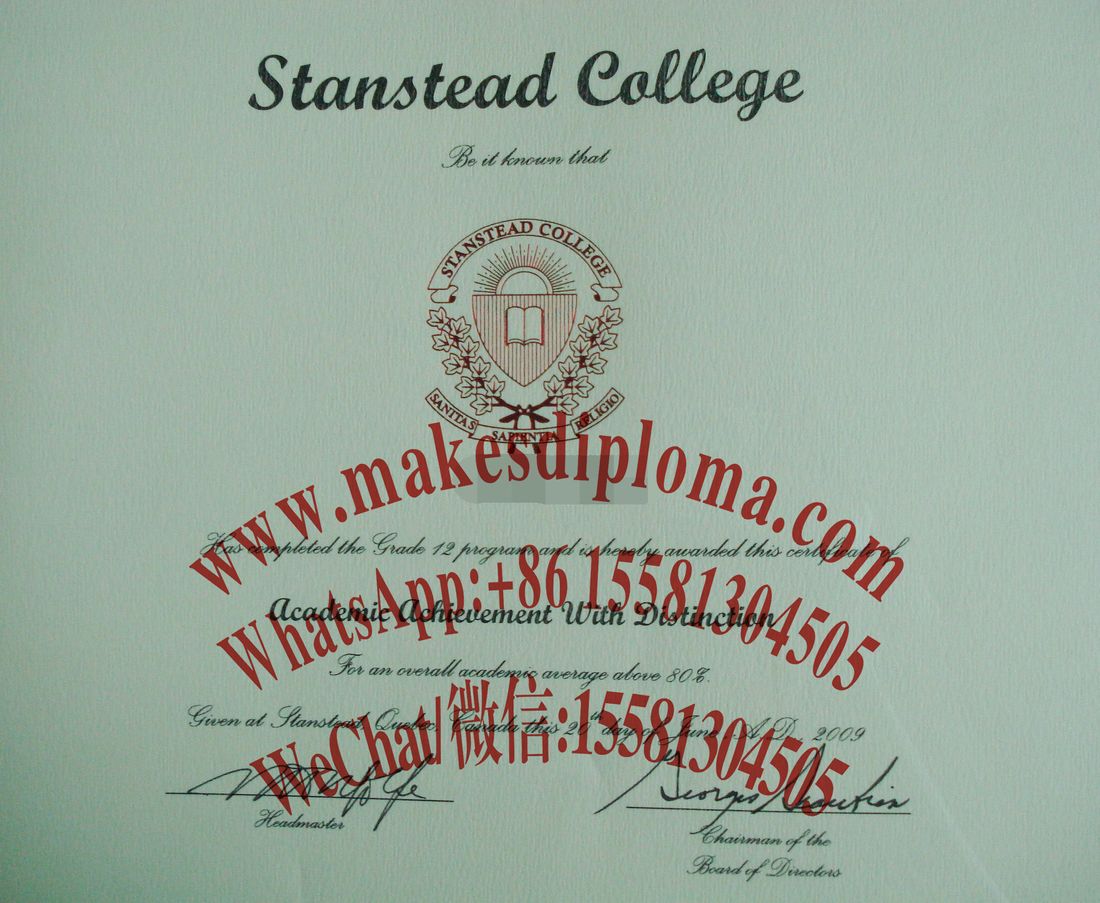 Stanstead College
Be it known that
STANSTEAD COLLEGE
SANITAS SAPIENTIA RELIGIO
www.makesdiploma.com
Has completed the Grade 12 program and is hereby awarded this certificate of
WhatsApp:+86 15581304505
Academic Achievement With Distinction
For an overall academic average above 80%.
WeChat/微信:15581304505
Given at Stanstead, Quebec, Canada this 20th day of June, A.D., 2009
Headmaster
Chairman of the
Board of Directors